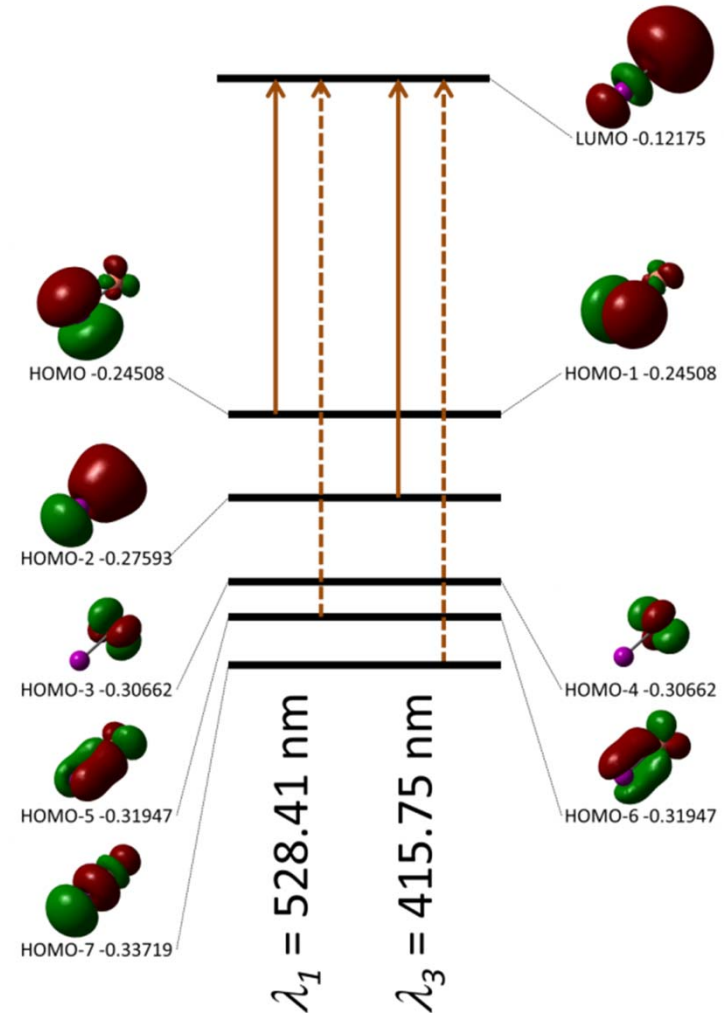 LUMO -0.12175
HOMO -0.24508
HOMO-1 -0.24508
HOMO-2 -0.27593
HOMO-3 -0.30662
HOMO-4 -0.30662
HOMO-5 -0.31947
HOMO-6 -0.31947
HOMO-7 -0.33719
λ1 = 528.41 nm
λ3 = 415.75 nm